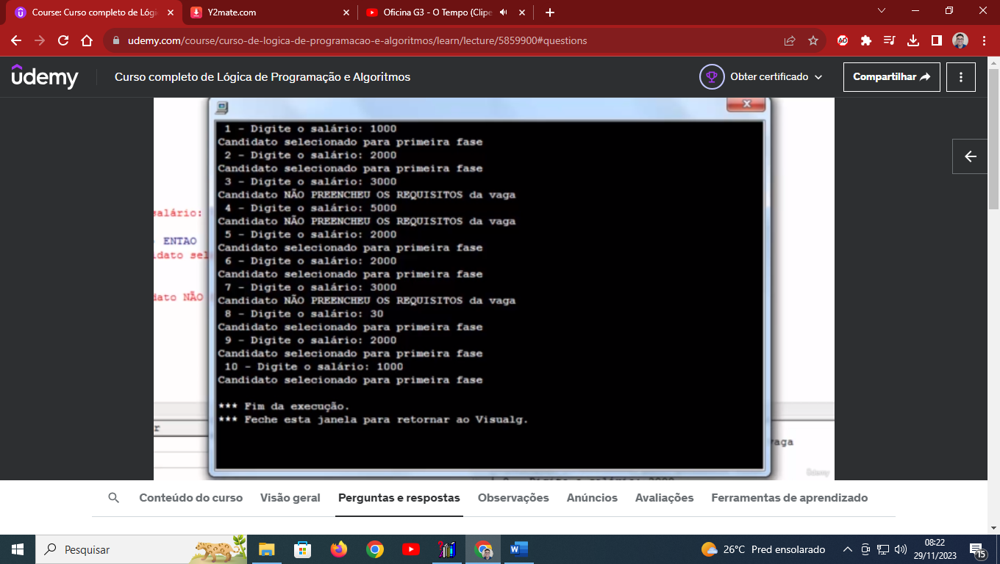 Course: Curso completo de Lógi
Y2mate.com
Oficina G3 - O Tempo (Clipe
udemy.com/course/curso-de-logica-de-programacao-e-algoritmos/learn/lecture/5859900#questions
ûdemy
Curso completo de Lógica de Programação e Algoritmos
Obter certificado
Compartilhar
1 - Digite o salário: 1000
Candidato selecionado para primeira fase
2 - Digite o salário: 2000
Candidato selecionado para primeira fase
3 - Digite o salário: 3000
Candidato NÃO PREENCHEU OS REQUISITOS da vaga
4 - Digite o salário: 5000
Candidato NÃO PREENCHEU OS REQUISITOS da vaga
5 - Digite o salário: 2000
Candidato selecionado para primeira fase
6 - Digite o salário: 2000
Candidato selecionado para primeira fase
7 - Digite o salário: 3000
Candidato NÃO PREENCHEU OS REQUISITOS da vaga
8 - Digite o salário: 30
Candidato selecionado para primeira fase
9 - Digite o salário: 2000
Candidato selecionado para primeira fase
10 - Digite o salário: 1000
Candidato selecionado para primeira fase
*** Fim da execução.
*** Feche esta janela para retornar ao Visualg.
salário:
ENTAO
idato sel
dato NÃO
r
vaga
ûdemy
Conteúdo do curso
Visão geral
Perguntas e respostas
Observações
Anúncios
Avaliações
Ferramentas de aprendizado
Pesquisar
26°C Pred ensolarado
08:22
29/11/2023
15